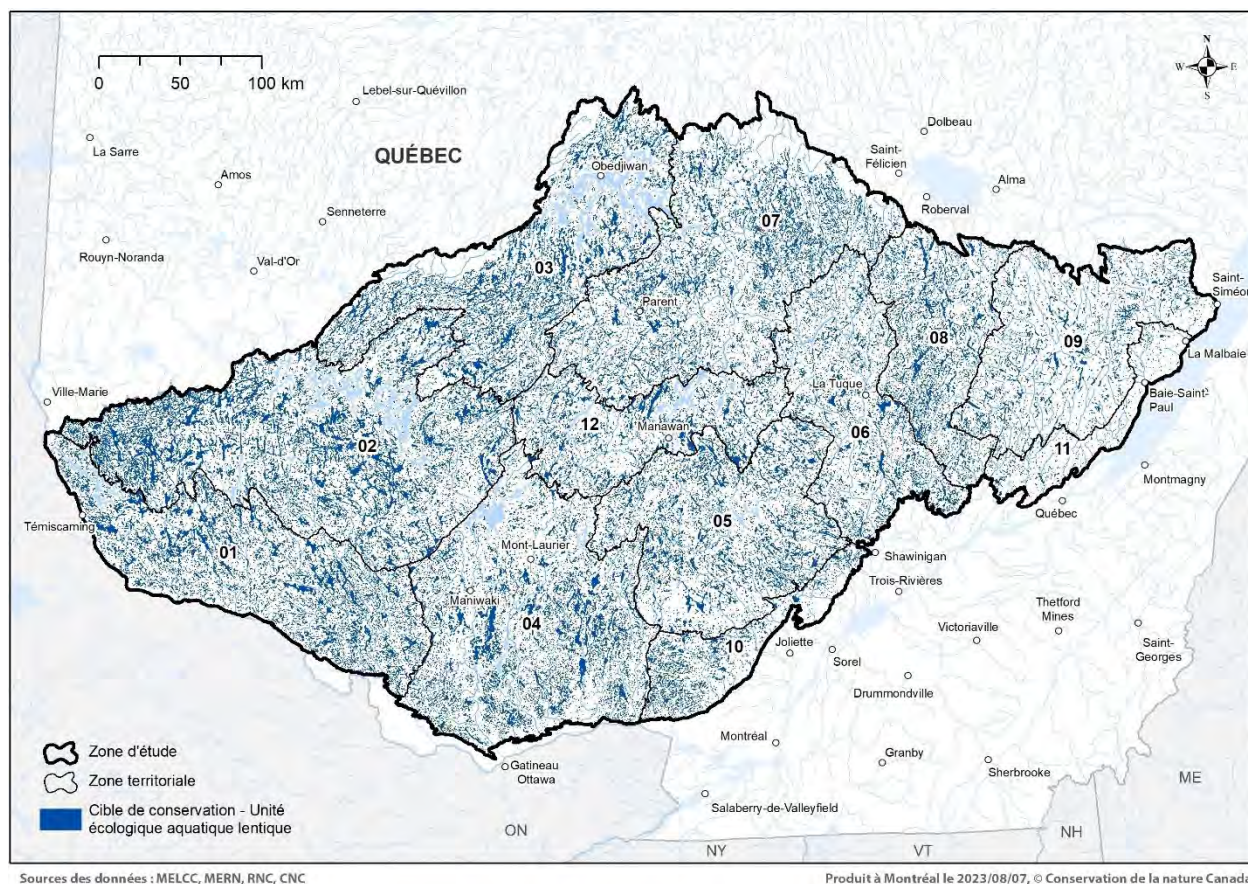 N
W E
S
0 50 100 km
Lebel-sur-Quévillon
Dolbeau
La Sarre
QUÉBEC
Saint-
Félicien
Obedjiwan
Alma
Amos
Roberval
Senneterre
07
Rouyn-Noranda
Val-d'Or
03
Saint-
Siméon
Parent
08
09
La Malbaie
Ville-Marie
La Tuque
Baie-Saint-
Paul
12
Manawan
02
06
11
Montmagny
Québec
Témiscaming
05
01
Mont-Laurier
Shawinigan
Trois-Rivières
Maniwaki
Thetford
Mines
04
Victoriaville
Saint-
Georges
10
Joliette
Sorel
Drummondville
Zone d'étude
Montréal
Zone territoriale
Gatineau
Ottawa
Granby
Sherbrooke
ME
Cible de conservation - Unité
écologique aquatique lentique
Salaberry-de-Valleyfield
ON
NY
VT
NH
Sources des données : MELCC, MERN, RNC, CNC
Produit à Montréal le 2023/08/07, © Conservation de la nature Canada